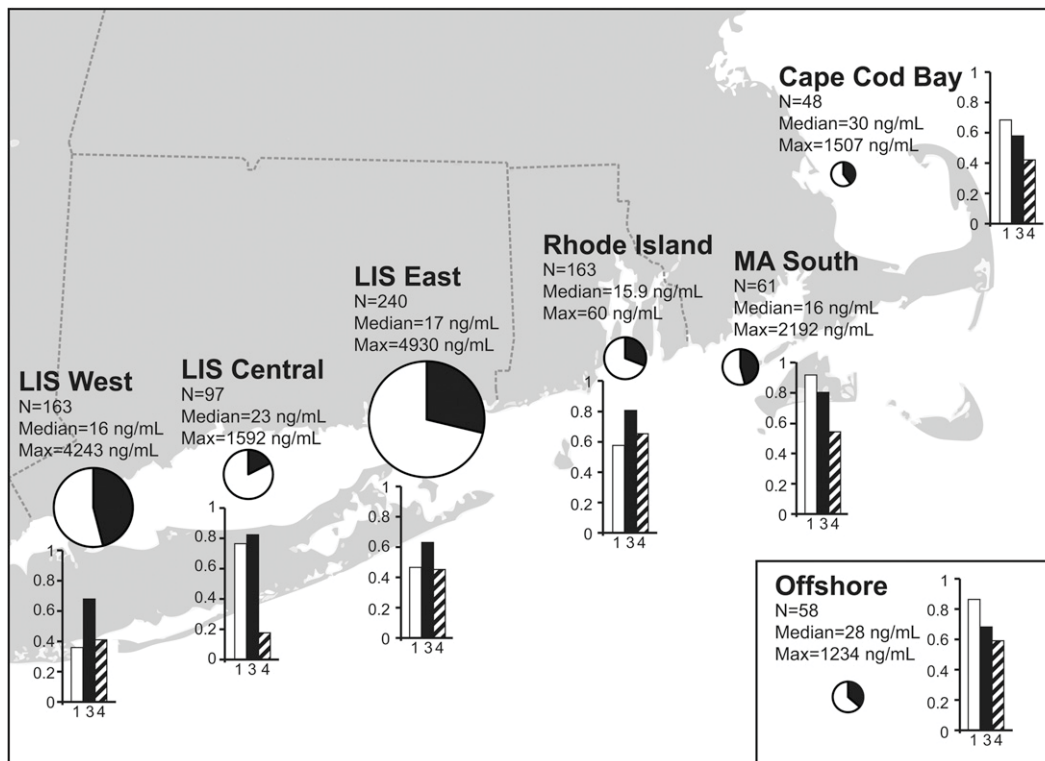 Cape Cod Bay
N=48
Median=30 ng/mL
Max=1507 ng/mL
1
0.8
0.6
0.4
0.2
0
1 3 4
Rhode Island
N=163
Median=15.9 ng/mL
Max=60 ng/mL
1
0.8
0.6
0.4
0.2
0
1 3 4
MA South
N=61
Median=16 ng/mL
Max=2192 ng/mL
1
0.8
0.6
0.4
0.2
0
1 3 4
LIS East
N=240
Median=17 ng/mL
Max=4930 ng/mL
1
0.8
0.6
0.4
0.2
0
1 3 4
LIS Central
N=97
Median=23 ng/mL
Max=1592 ng/mL
1
0.8
0.6
0.4
0.2
0
1 3 4
LIS West
N=163
Median=16 ng/mL
Max=4243 ng/mL
1
0.8
0.6
0.4
0.2
0
1 3 4
Offshore
N=58
Median=28 ng/mL
Max=1234 ng/mL
1
0.8
0.6
0.4
0.2
0
1 3 4